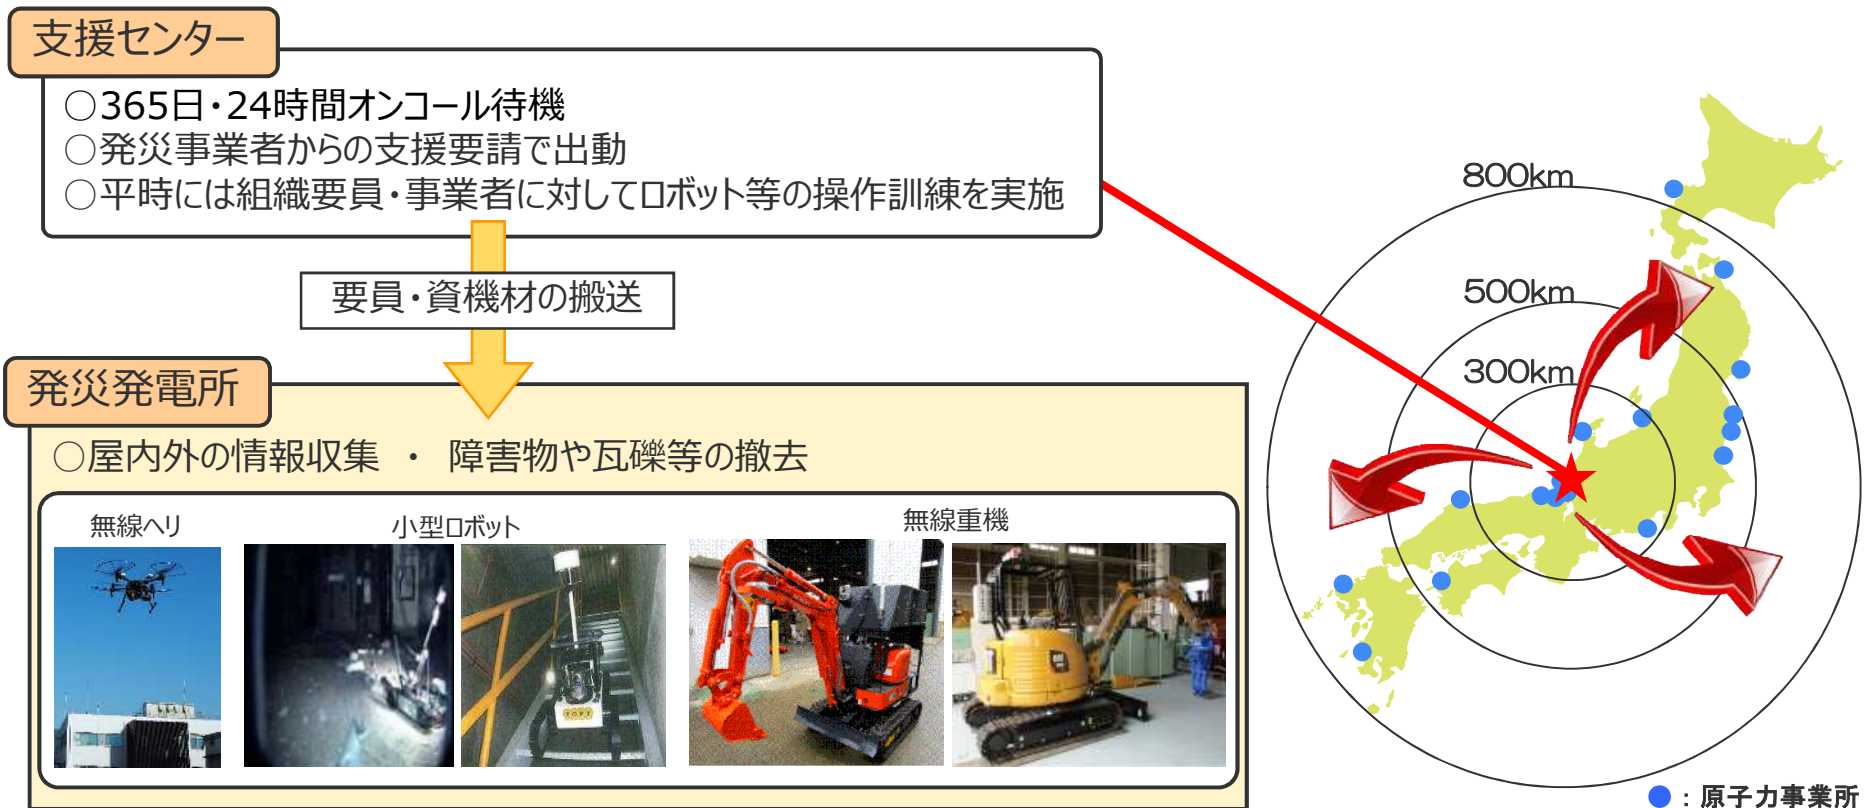 支援センター
○365日・24時間オンコール待機
○発災事業者からの支援要請で出動
○平時には組織要員・事業者に対してロボット等の操作訓練を実施
要員・資機材の搬送
発災発電所
○屋内外の情報収集 ・ 障害物や瓦礫等の撤去
無線ヘリ
小型ロボット
無線重機
800km
500km
300km
：原子力事業所